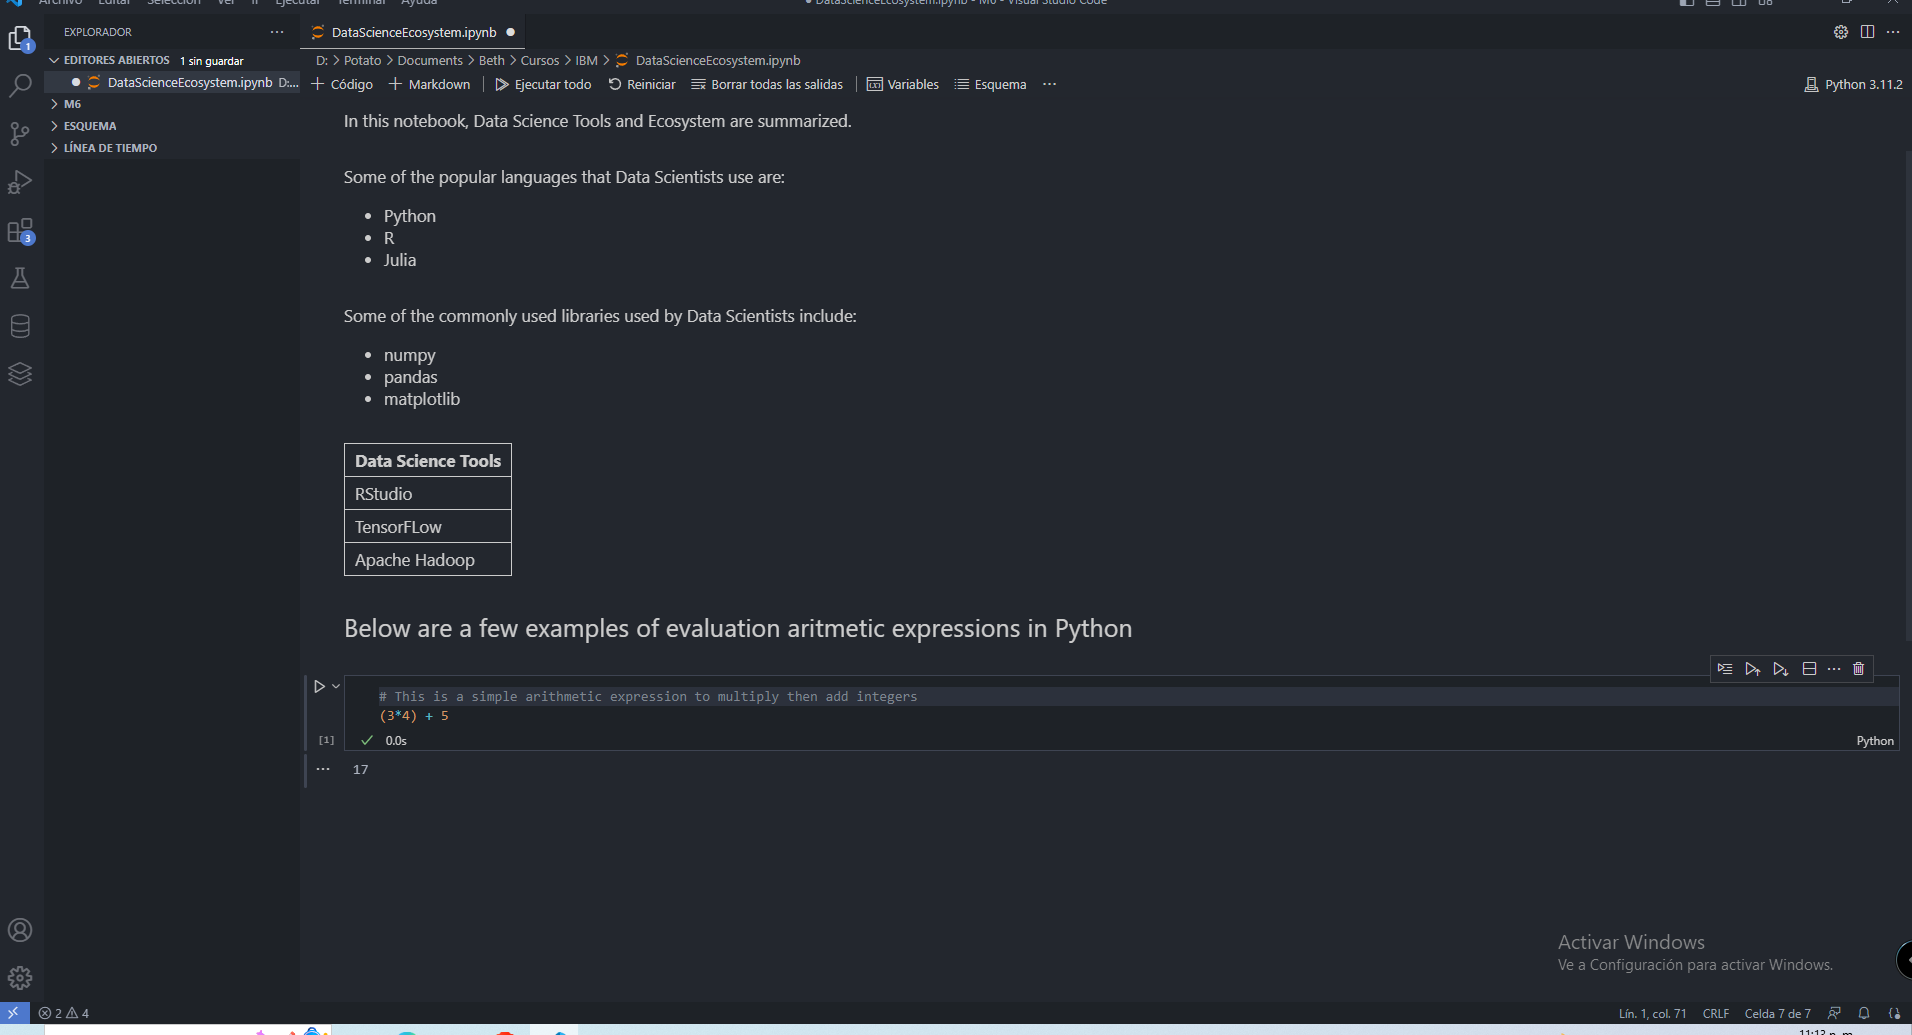 Archivo Editar Selección Ver Ir Ejecutar Terminal Ayuda
DataScienceEcosystem.ipynb - M6 - Visual Studio Code
EXPLORADOR
DataScienceEcosystem.ipynb
EDITORES ABIERTOS 1 sin guardar
DataScienceEcosystem.ipynb D:...
M6
ESQUEMA
LÍNEA DE TIEMPO
1
3
D: > Potato > Documents > Beth > Cursos > IBM > DataScienceEcosystem.ipynb
+ Código + Markdown Ejecutar todo Reiniciar Borrar todas las salidas Variables Esquema ...
Python 3.11.2
In this notebook, Data Science Tools and Ecosystem are summarized.
Some of the popular languages that Data Scientists use are:
• Python
• R
• Julia
Some of the commonly used libraries used by Data Scientists include:
• numpy
• pandas
• matplotlib
Data Science Tools
RStudio
TensorFLow
Apache Hadoop
Below are a few examples of evaluation aritmetic expressions in Python
# This is a simple arithmetic expression to multiply then add integers
(3*4) + 5
[1] 0.0s
Python
17
Activar Windows
Ve a Configuración para activar Windows.
2 4
Lín. 1, col. 71 CRLF Celda 7 de 7